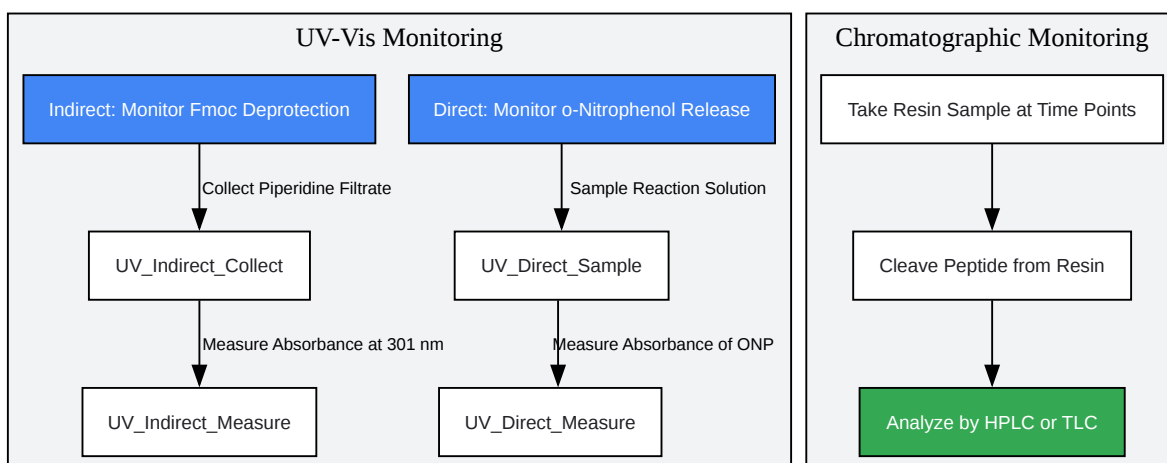 UV-Vis Monitoring
Indirect: Monitor Fmoc Deprotection
Collect Piperidine Filtrate
UV_Indirect_Collect
Measure Absorbance at 301 nm
UV_Indirect_Measure
Direct: Monitor o-Nitrophenol Release
Sample Reaction Solution
UV_Direct_Sample
Measure Absorbance of ONP
UV_Direct_Measure
Chromatographic Monitoring
Take Resin Sample at Time Points
Cleave Peptide from Resin
Analyze by HPLC or TLC